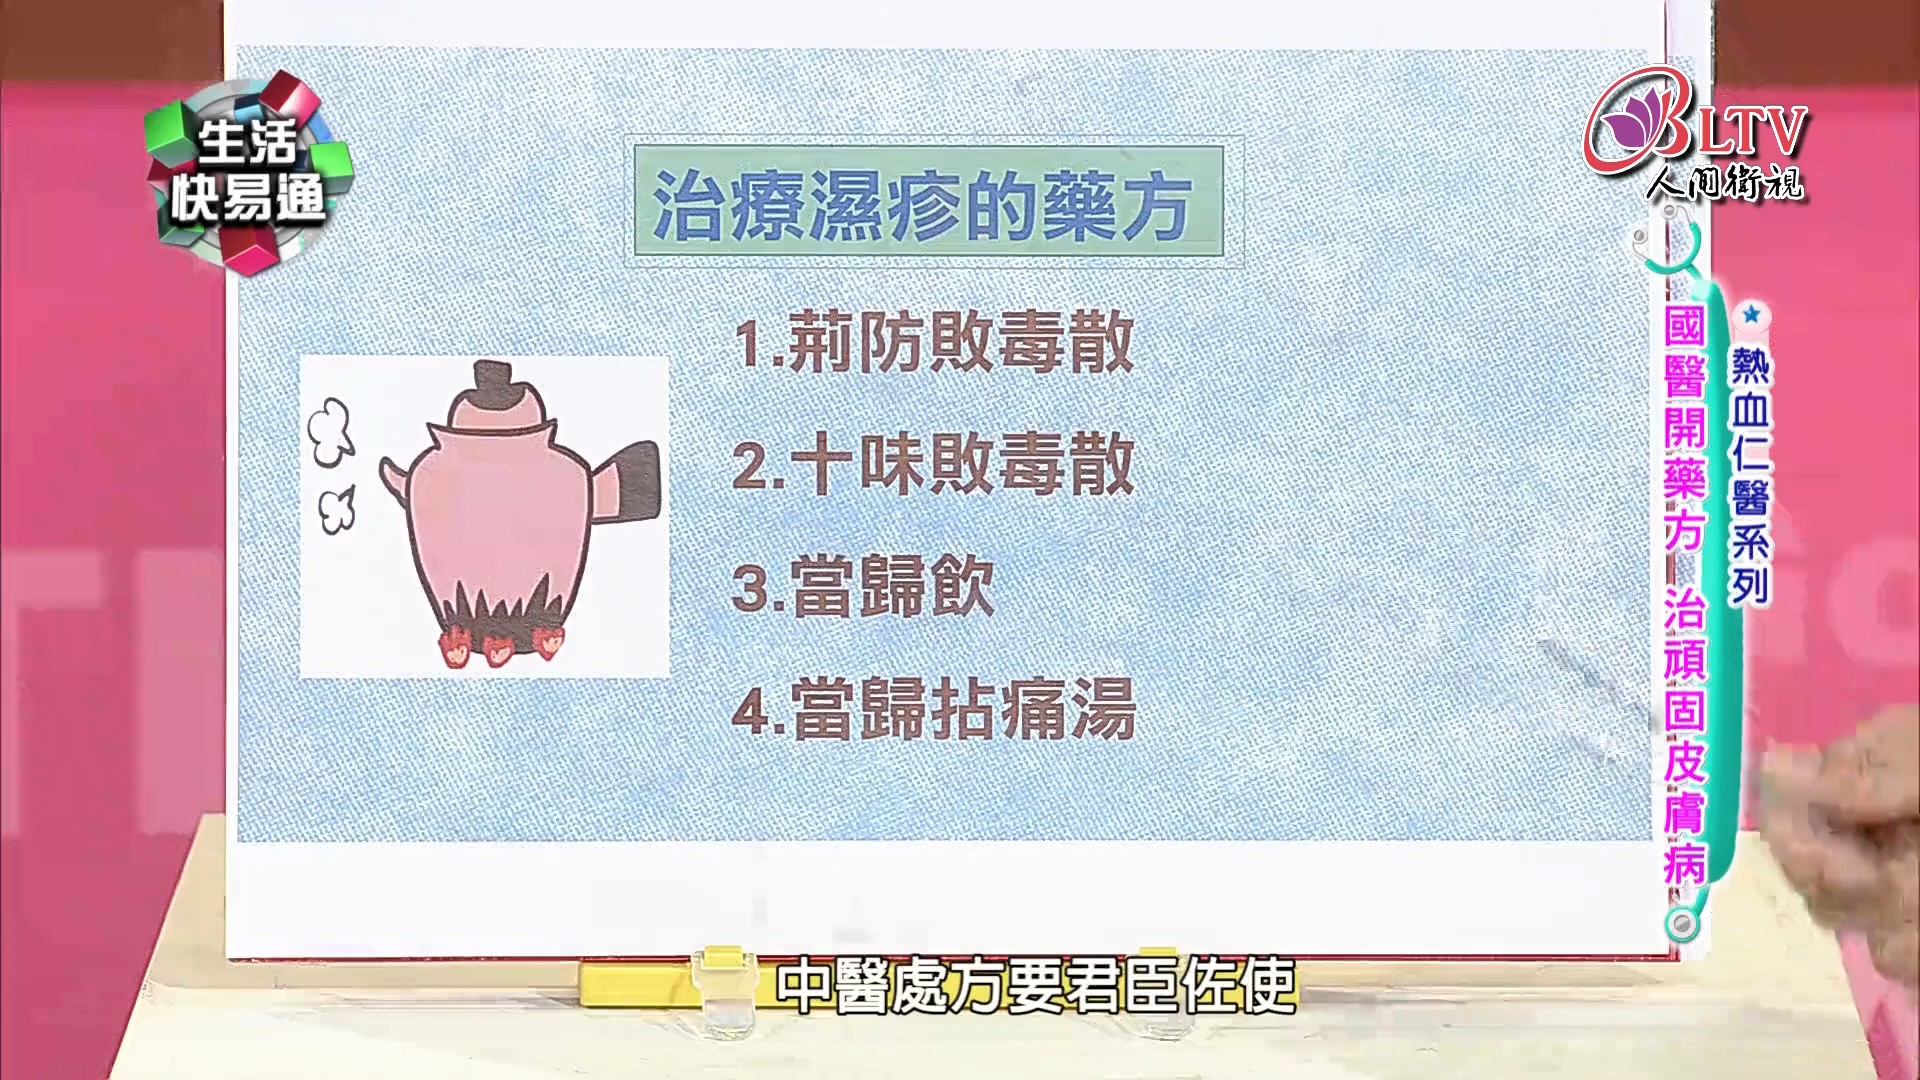 生活
快易通
BLTV
人間衛視
治療濕疹的藥方
1.荊防敗毒散
2.十味敗毒散
3.當歸飲
4.當歸拈痛湯
熱血仁醫系列
國醫開藥方 治頑固皮膚病
中醫處方要君臣佐使